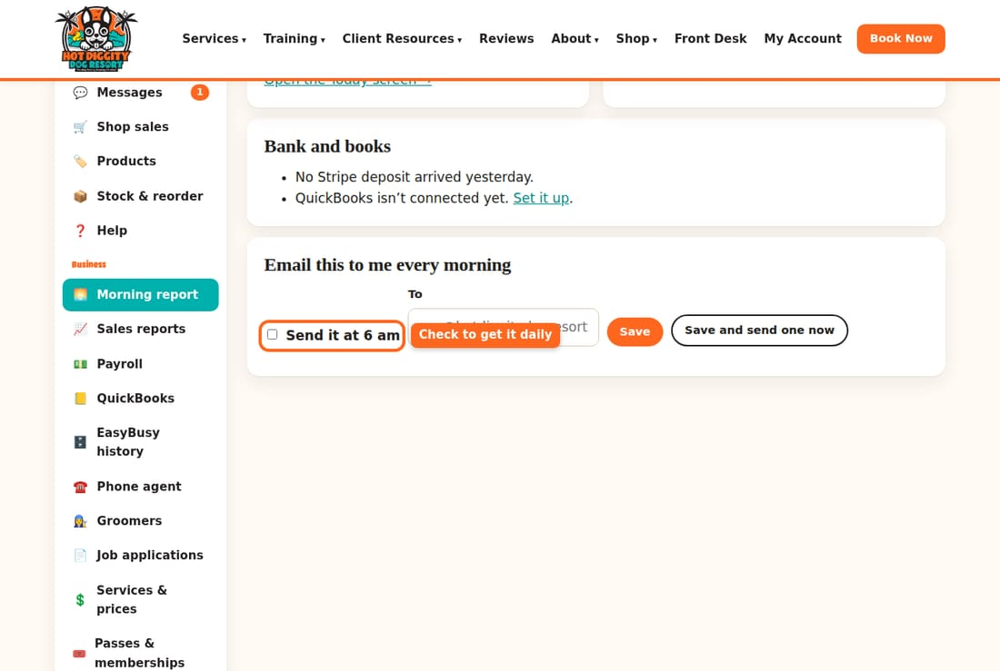 HOT DIGGITY
DOG RESORT
Services ▾
Training ▾
Client Resources ▾
Reviews
About ▾
Shop ▾
Front Desk
My Account
Book Now
Messages
1
Shop sales
Products
Stock & reorder
Help
Business
Morning report
Sales reports
Payroll
QuickBooks
EasyBusy
history
Phone agent
Groomers
Job applications
Services &
prices
Passes &
memberships
Open the Today screen →
Bank and books
• No Stripe deposit arrived yesterday.
• QuickBooks isn’t connected yet. Set it up.
Email this to me every morning
To
Send it at 6 am
Check to get it daily
Save
Save and send one now